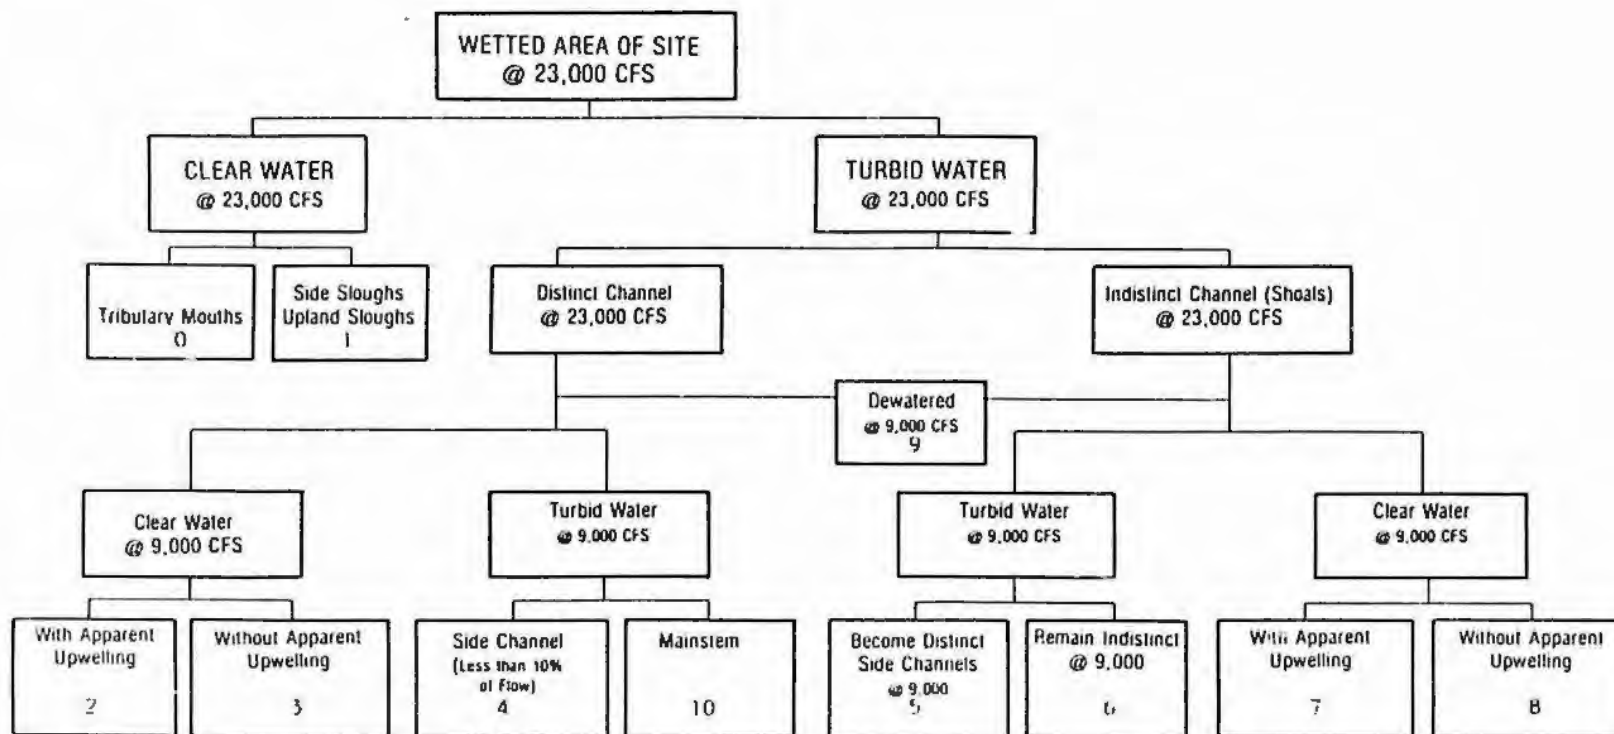 WETTED AREA OF SITE
@ 23,000 CFS
CLEAR WATER
@ 23,000 CFS
TURBID WATER
@ 23,000 CFS
Tributary Mouths
0
Side Sloughs
Upland Sloughs
1
Distinct Channel
@ 23,000 CFS
Indistinct Channel (Shoals)
@ 23,000 CFS
Dewatered
@ 9,000 CFS
9
Clear Water
@ 9,000 CFS
Turbid Water
@ 9,000 CFS
Turbid Water
@ 9,000 CFS
Clear Water
@ 9,000 CFS
With Apparent
Upwelling
2
Without Apparent
Upwelling
3
Side Channel
(Less than 10%
of Flow)
4
Mainstem
10
Become Distinct
Side Channels
@ 9,000
5
Remain Indistinct
@ 9,000
6
With Apparent
Upwelling
7
Without Apparent
Upwelling
8